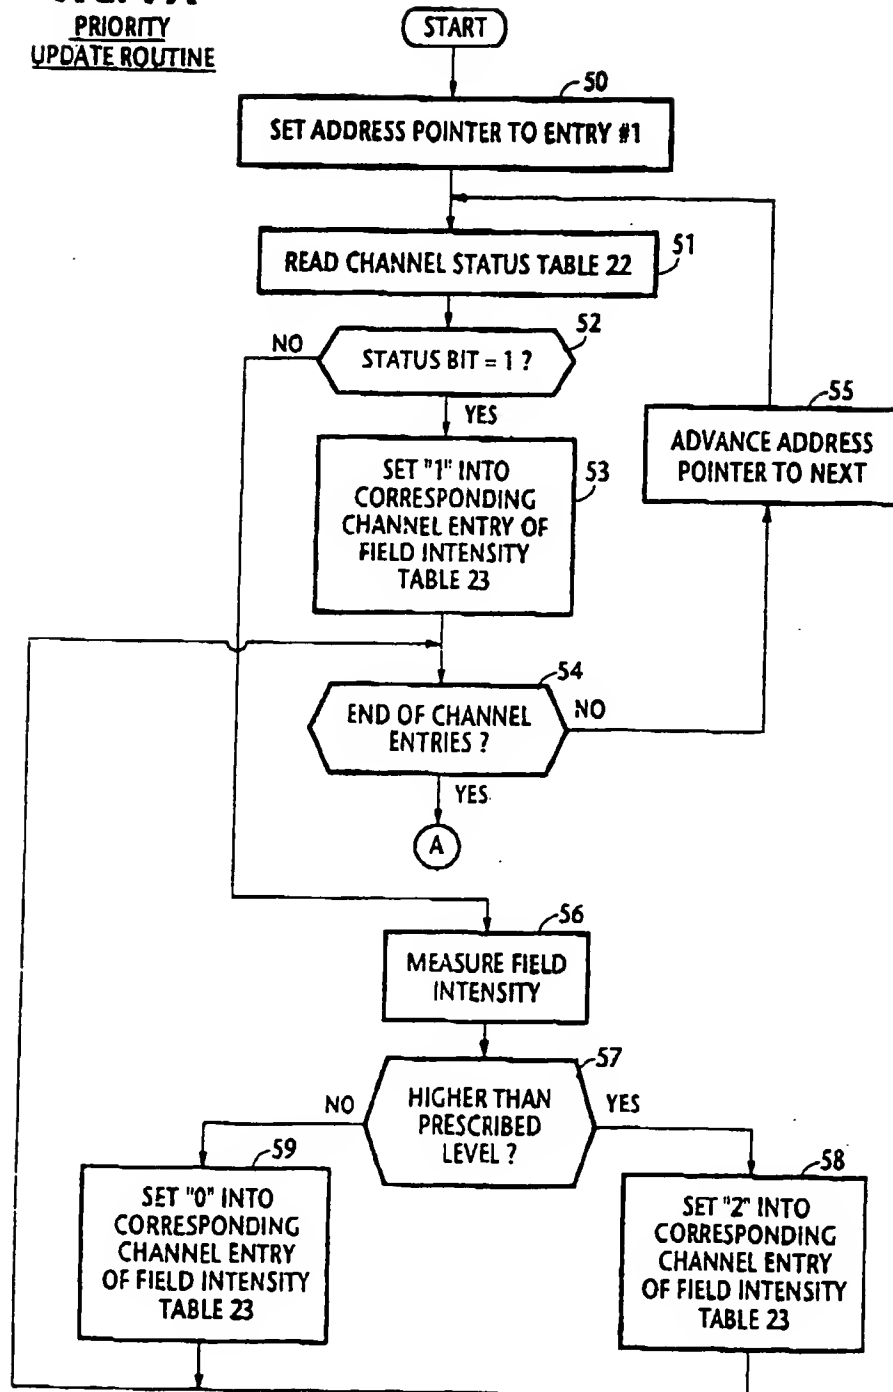 PRIORITY
UPDATE ROUTINE
START
50
SET ADDRESS POINTER TO ENTRY #1
READ CHANNEL STATUS TABLE 22
51
52
NO
STATUS BIT = 1 ?
YES
55
ADVANCE ADDRESS
POINTER TO NEXT
SET "1" INTO
CORRESPONDING
CHANNEL ENTRY OF
FIELD INTENSITY
TABLE 23
53
54
END OF CHANNEL
ENTRIES ?
NO
YES
A
56
MEASURE FIELD
INTENSITY
57
NO
HIGHER THAN
PRESCRIBED
LEVEL ?
YES
59
SET "0" INTO
CORRESPONDING
CHANNEL ENTRY
OF FIELD INTENSITY
TABLE 23
58
SET "2" INTO
CORRESPONDING
CHANNEL ENTRY
OF FIELD INTENSITY
TABLE 23